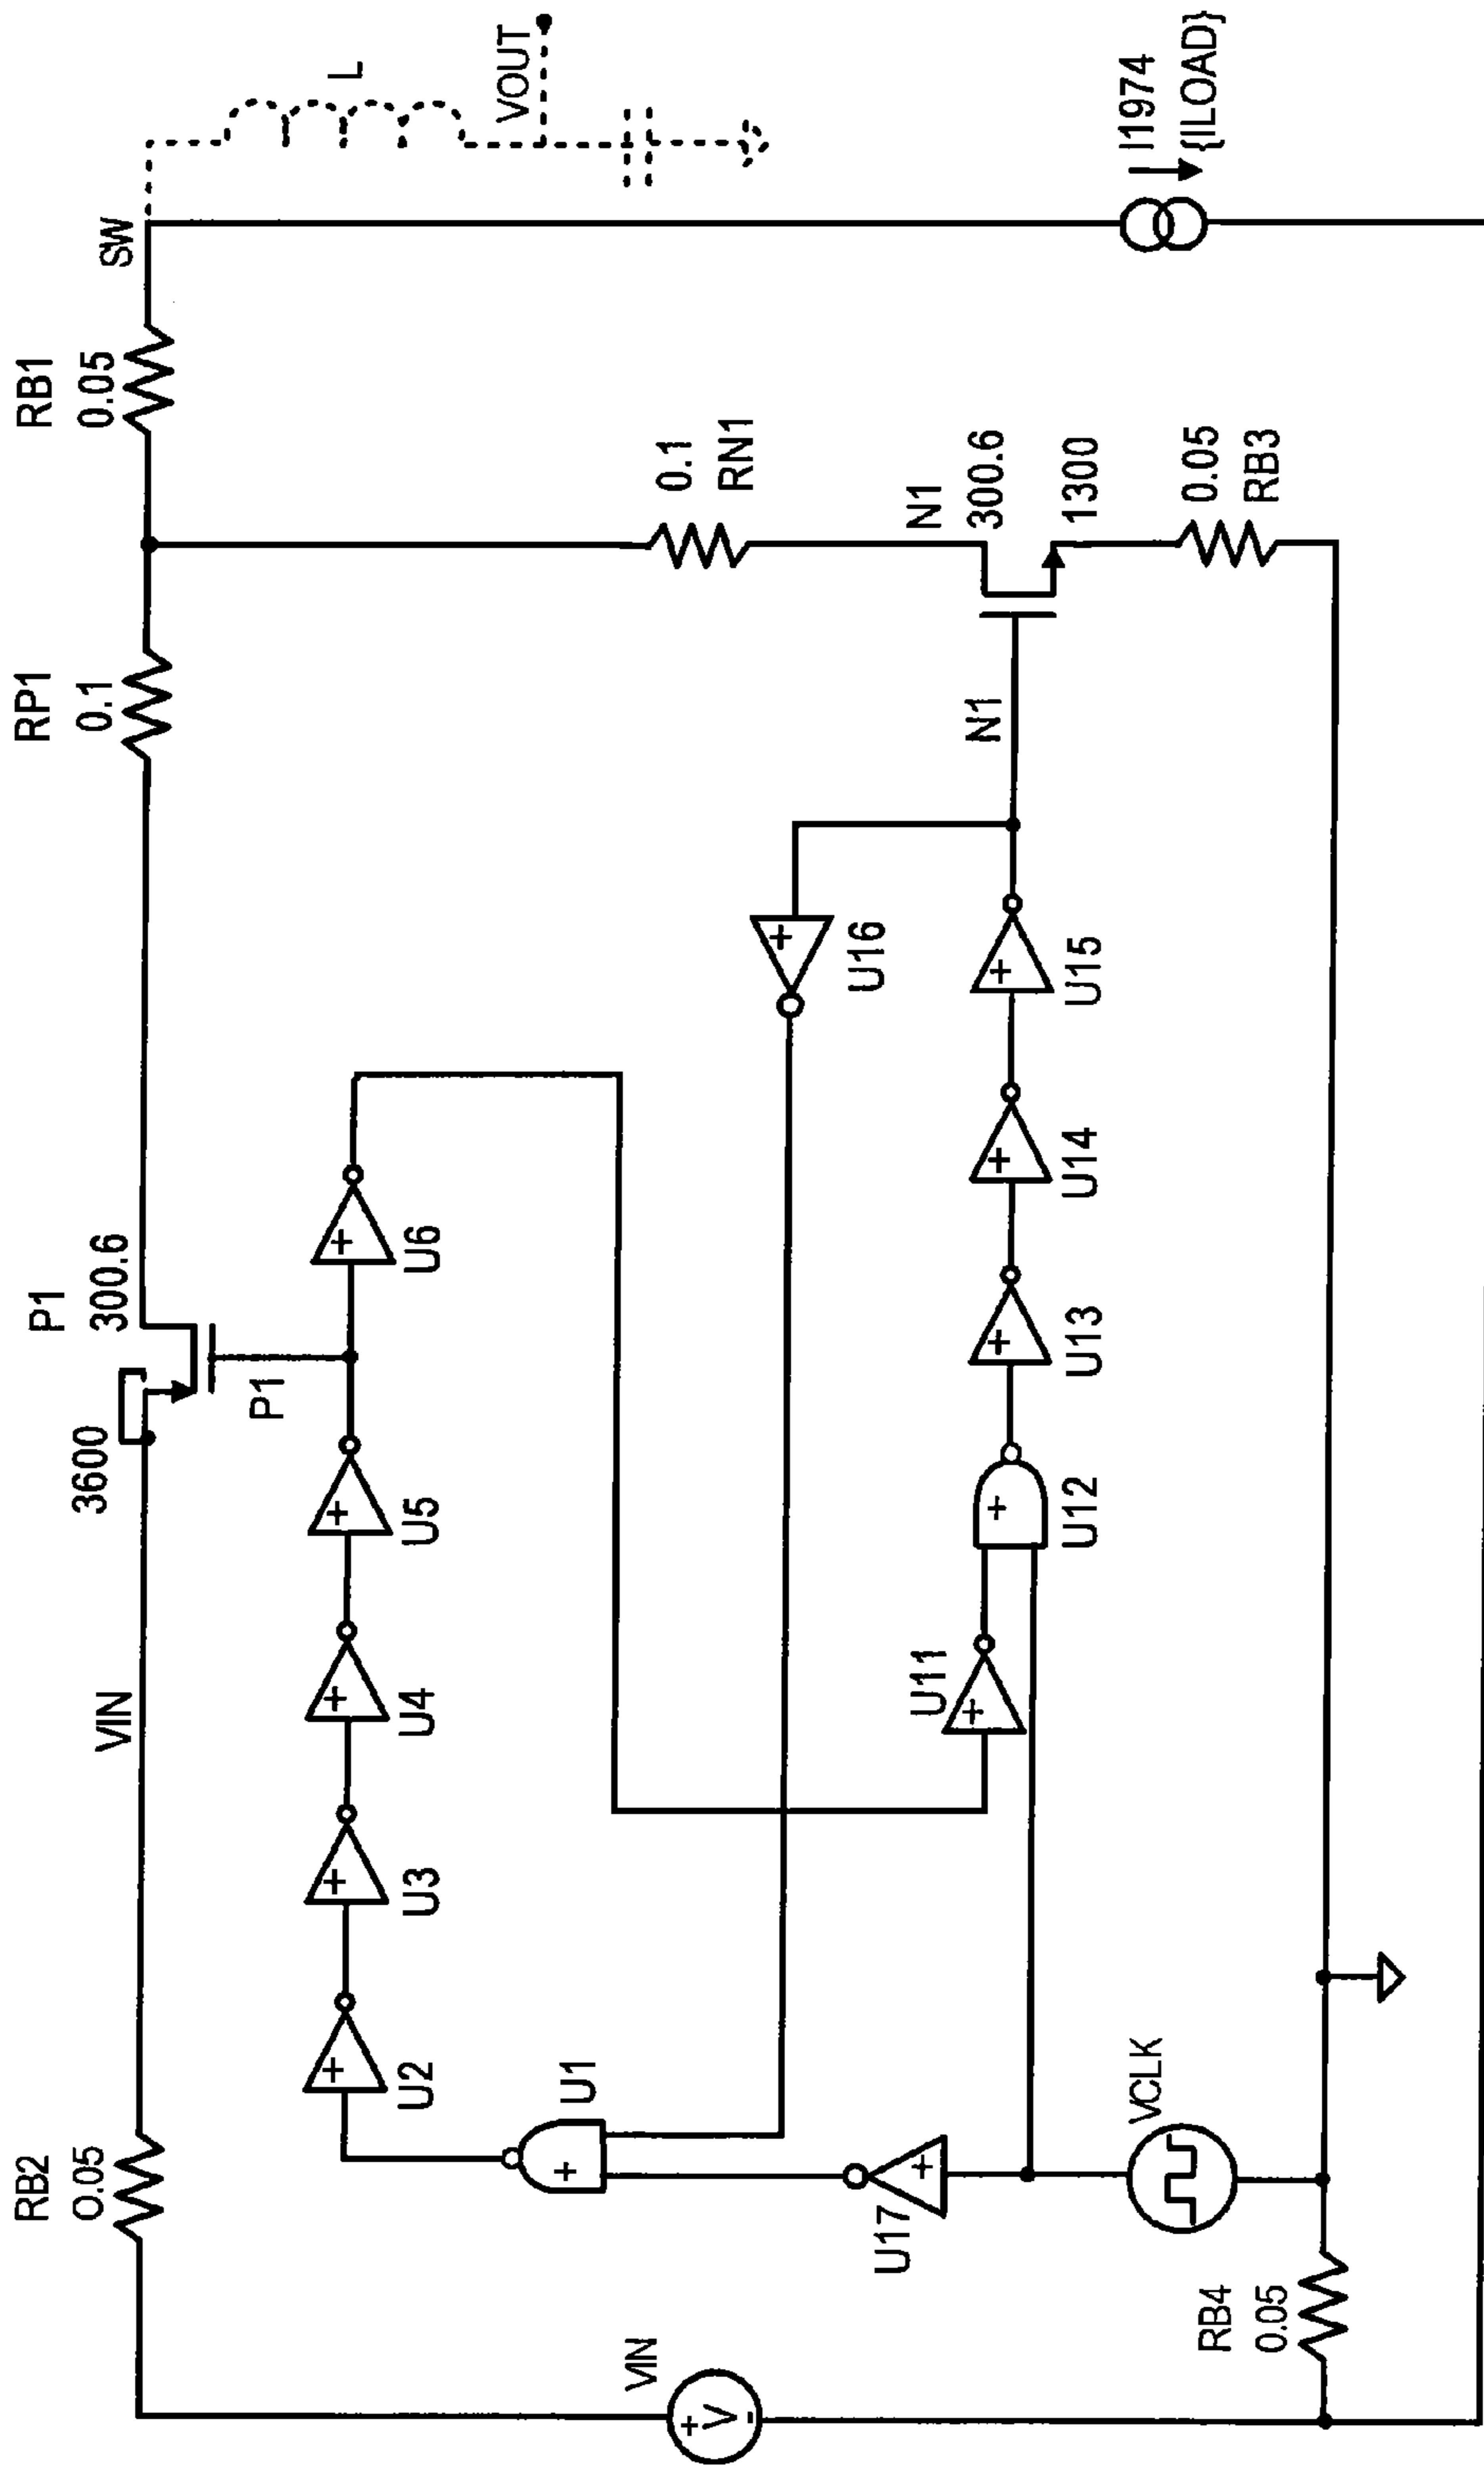 RB2
0.05
VIN
3600
P1
300.6
RP1
0.1
RB1
0.05
SW
L
VOUT
P1
U2
U3
U4
U5
U6
U1
0.1
RN1
VIN
+
V
-
U17
U16
U11
U12
U13
U14
U15
N1
N1
300.6
1300
0.05
RB3
VCLK
RB4
0.05
I1974
{ILOAD}